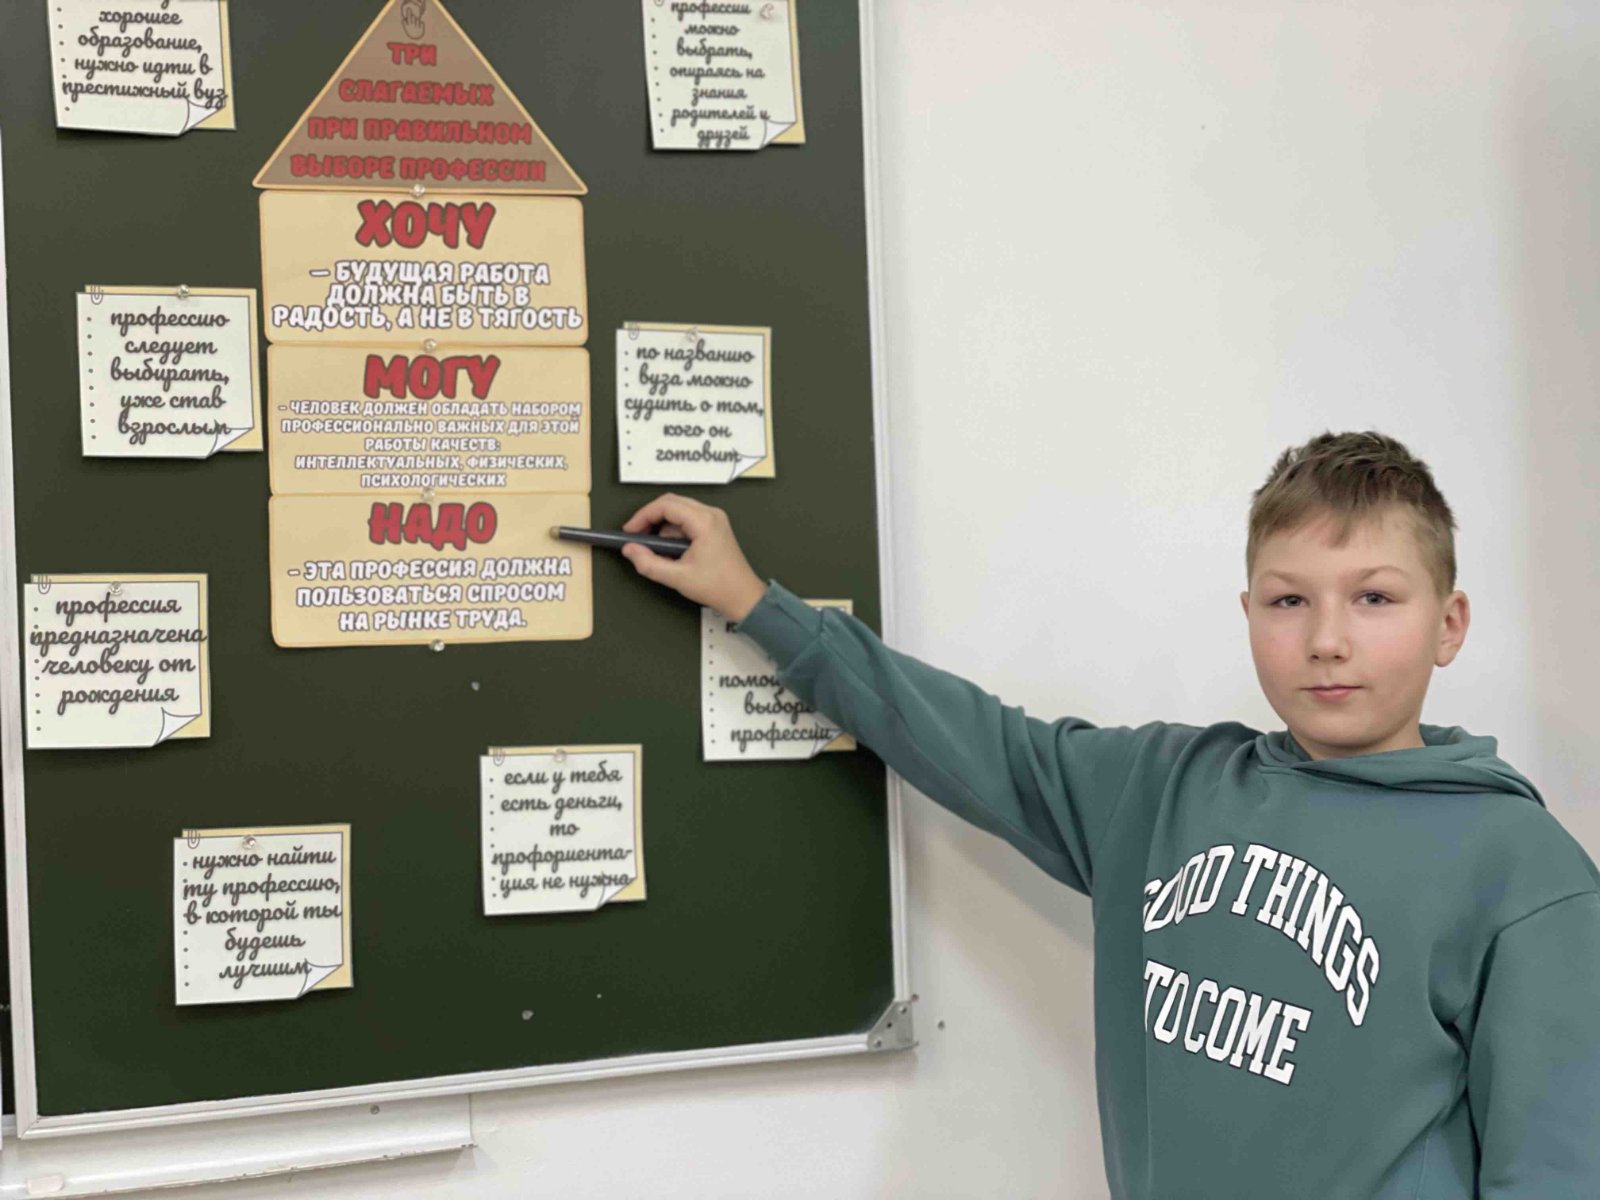 хорошее
образование,
нужно идти в
престижный вуз
ТРИ
СЛАГАЕМЫХ
ПРИ ПРАВИЛЬНОМ
ВЫБОРЕ ПРОФЕССИИ
профессии
можно
выбрать,
опираясь на
знания
родителей и
друзей
ХОЧУ
– БУДУЩАЯ РАБОТА
ДОЛЖНА БЫТЬ В
РАДОСТЬ, А НЕ В ТЯГОСТЬ
МОГУ
- ЧЕЛОВЕК ДОЛЖЕН ОБЛАДАТЬ НАБОРОМ
ПРОФЕССИОНАЛЬНО ВАЖНЫХ ДЛЯ ЭТОЙ
РАБОТЫ КАЧЕСТВ:
ИНТЕЛЛЕКТУАЛЬНЫХ, ФИЗИЧЕСКИХ,
ПСИХОЛОГИЧЕСКИХ
НАДО
- ЭТА ПРОФЕССИЯ ДОЛЖНА
ПОЛЬЗОВАТЬСЯ СПРОСОМ
НА РЫНКЕ ТРУДА.
профессию
следует
выбирать,
уже став
взрослым
по названию
вуза можно
судить о том,
кого он
готовит
профессия
предназначена
человеку от
рождения
выборе
профессии
если у тебя
есть деньги,
то
профориента-
ция не нужна
нужно найти
ту профессию,
в которой ты
будешь
лучшим
GOOD THINGS
TO COME